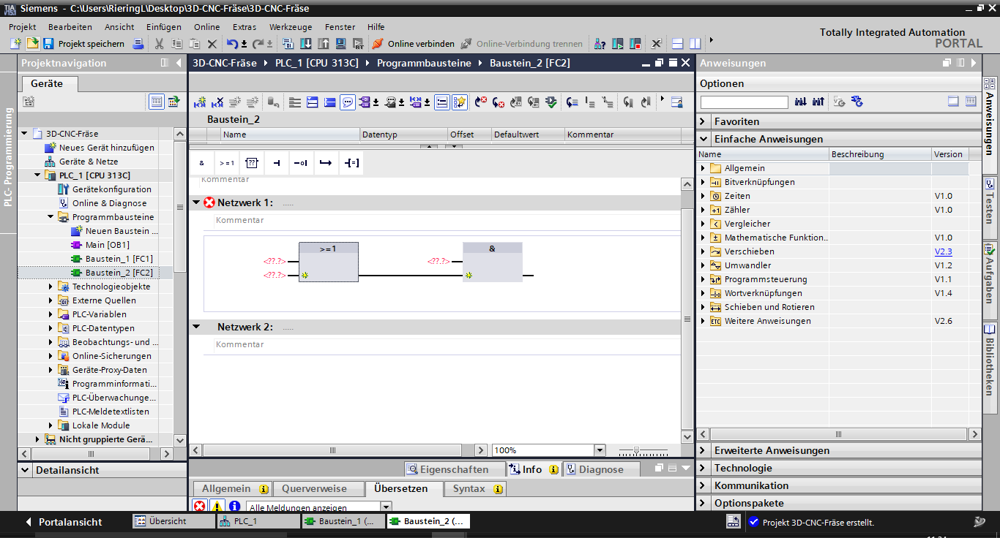 Siemens - C:\Users\RieringL\Desktop\3D-CNC-Fräse\3D-CNC-Fräse
Projekt Bearbeiten Ansicht Einfügen Online Extras Werkzeuge Fenster Hilfe
Projekt speichern Online verbinden Online-Verbindung trennen
Totally Integrated Automation
PORTAL
Projektnavigation
Geräte
PLC- Programmierung
3D-CNC-Fräse
Neues Gerät hinzufügen
Geräte & Netze
PLC_1 [CPU 313C]
Gerätekonfiguration
Online & Diagnose
Programmbausteine
Neuen Baustein ...
Main [OB1]
Baustein_1 [FC1]
Baustein_2 [FC2]
Technologieobjekte
Externe Quellen
PLC-Variablen
PLC-Datentypen
Beobachtungs- und ...
Online-Sicherungen
Geräte-Proxy-Daten
Programminformati...
PLC-Überwachunge...
PLC-Meldetextlisten
Lokale Module
Nicht gruppierte Gerä...
Detailansicht
3D-CNC-Fräse PLC_1 [CPU 313C] Programmbausteine Baustein_2 [FC2]
Baustein_2
Name Datentyp Offset Defaultwert Kommentar
& >=1 ?? [=]
Kommentar
Netzwerk 1: .....
Kommentar
>=1 &
<??.?> <??.?>
<??.?>
Netzwerk 2: .....
Kommentar
100%
Eigenschaften Info Diagnose
Allgemein Querverweise Übersetzen Syntax
Alle Meldungen anzeigen
Anweisungen
Optionen
Favoriten
Einfache Anweisungen
Name Beschreibung Version
Allgemein
Bitverknüpfungen
Zeiten V1.0
Zähler V1.0
Vergleicher
Mathematische Funktion.. V1.0
Verschieben V2.3
Umwandler V1.2
Programmsteuerung V1.1
Wortverknüpfungen V1.4
Schieben und Rotieren
Weitere Anweisungen V2.6
Erweiterte Anweisungen
Technologie
Kommunikation
Optionspakete
Anweisungen
Testen
Aufgaben
Bibliotheken
Portalansicht Übersicht PLC_1 Baustein_1 (... Baustein_2 (... Projekt 3D-CNC-Fräse erstellt.